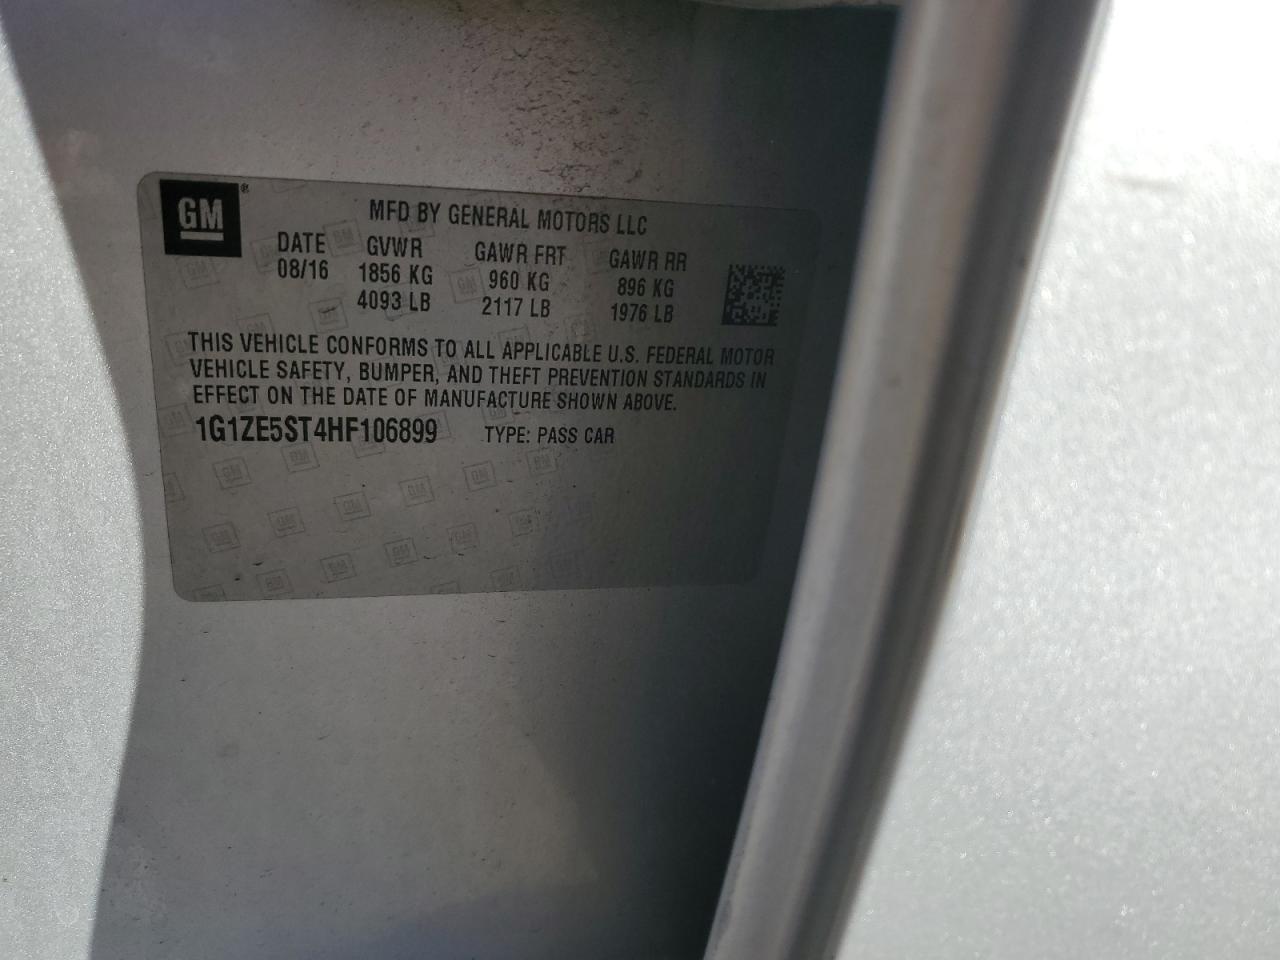 GM®
MFD BY GENERAL MOTORS LLC
DATE GVWR GAWR FRT GAWR RR
08/16 1856 KG 960 KG 896 KG
4093 LB 2117 LB 1976 LB
THIS VEHICLE CONFORMS TO ALL APPLICABLE U.S. FEDERAL MOTOR
VEHICLE SAFETY, BUMPER, AND THEFT PREVENTION STANDARDS IN
EFFECT ON THE DATE OF MANUFACTURE SHOWN ABOVE.
1G1ZE5ST4HF106899 TYPE: PASS CAR